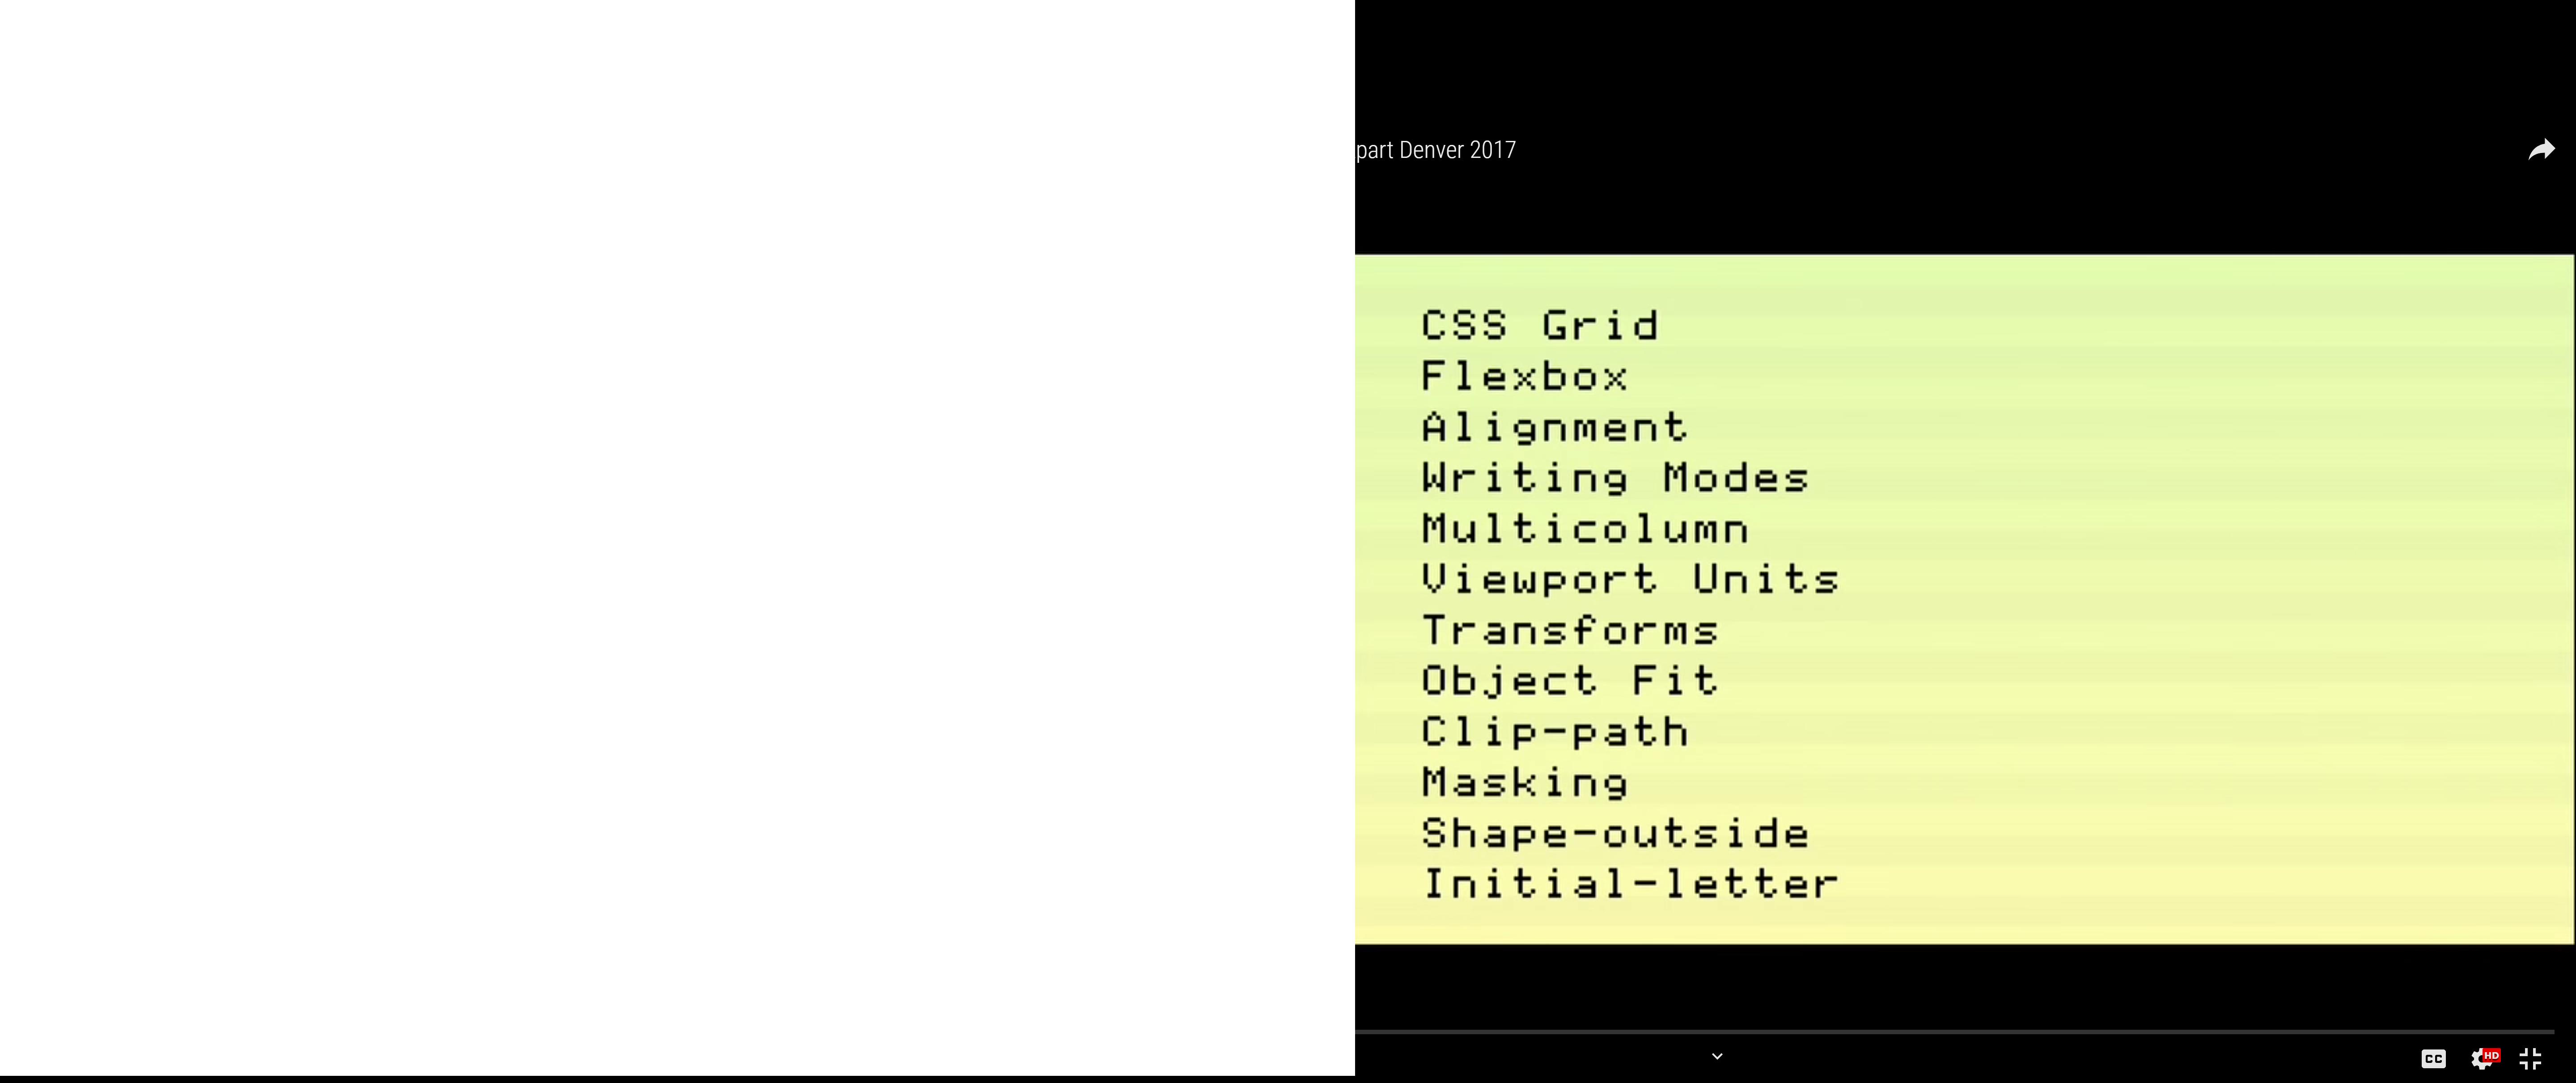 part Denver 2017
CSS Grid
Flexbox
Alignment
Writing Modes
Multicolumn
Viewport Units
Transforms
Object Fit
Clip-path
Masking
Shape-outside
Initial-letter
CC
HD